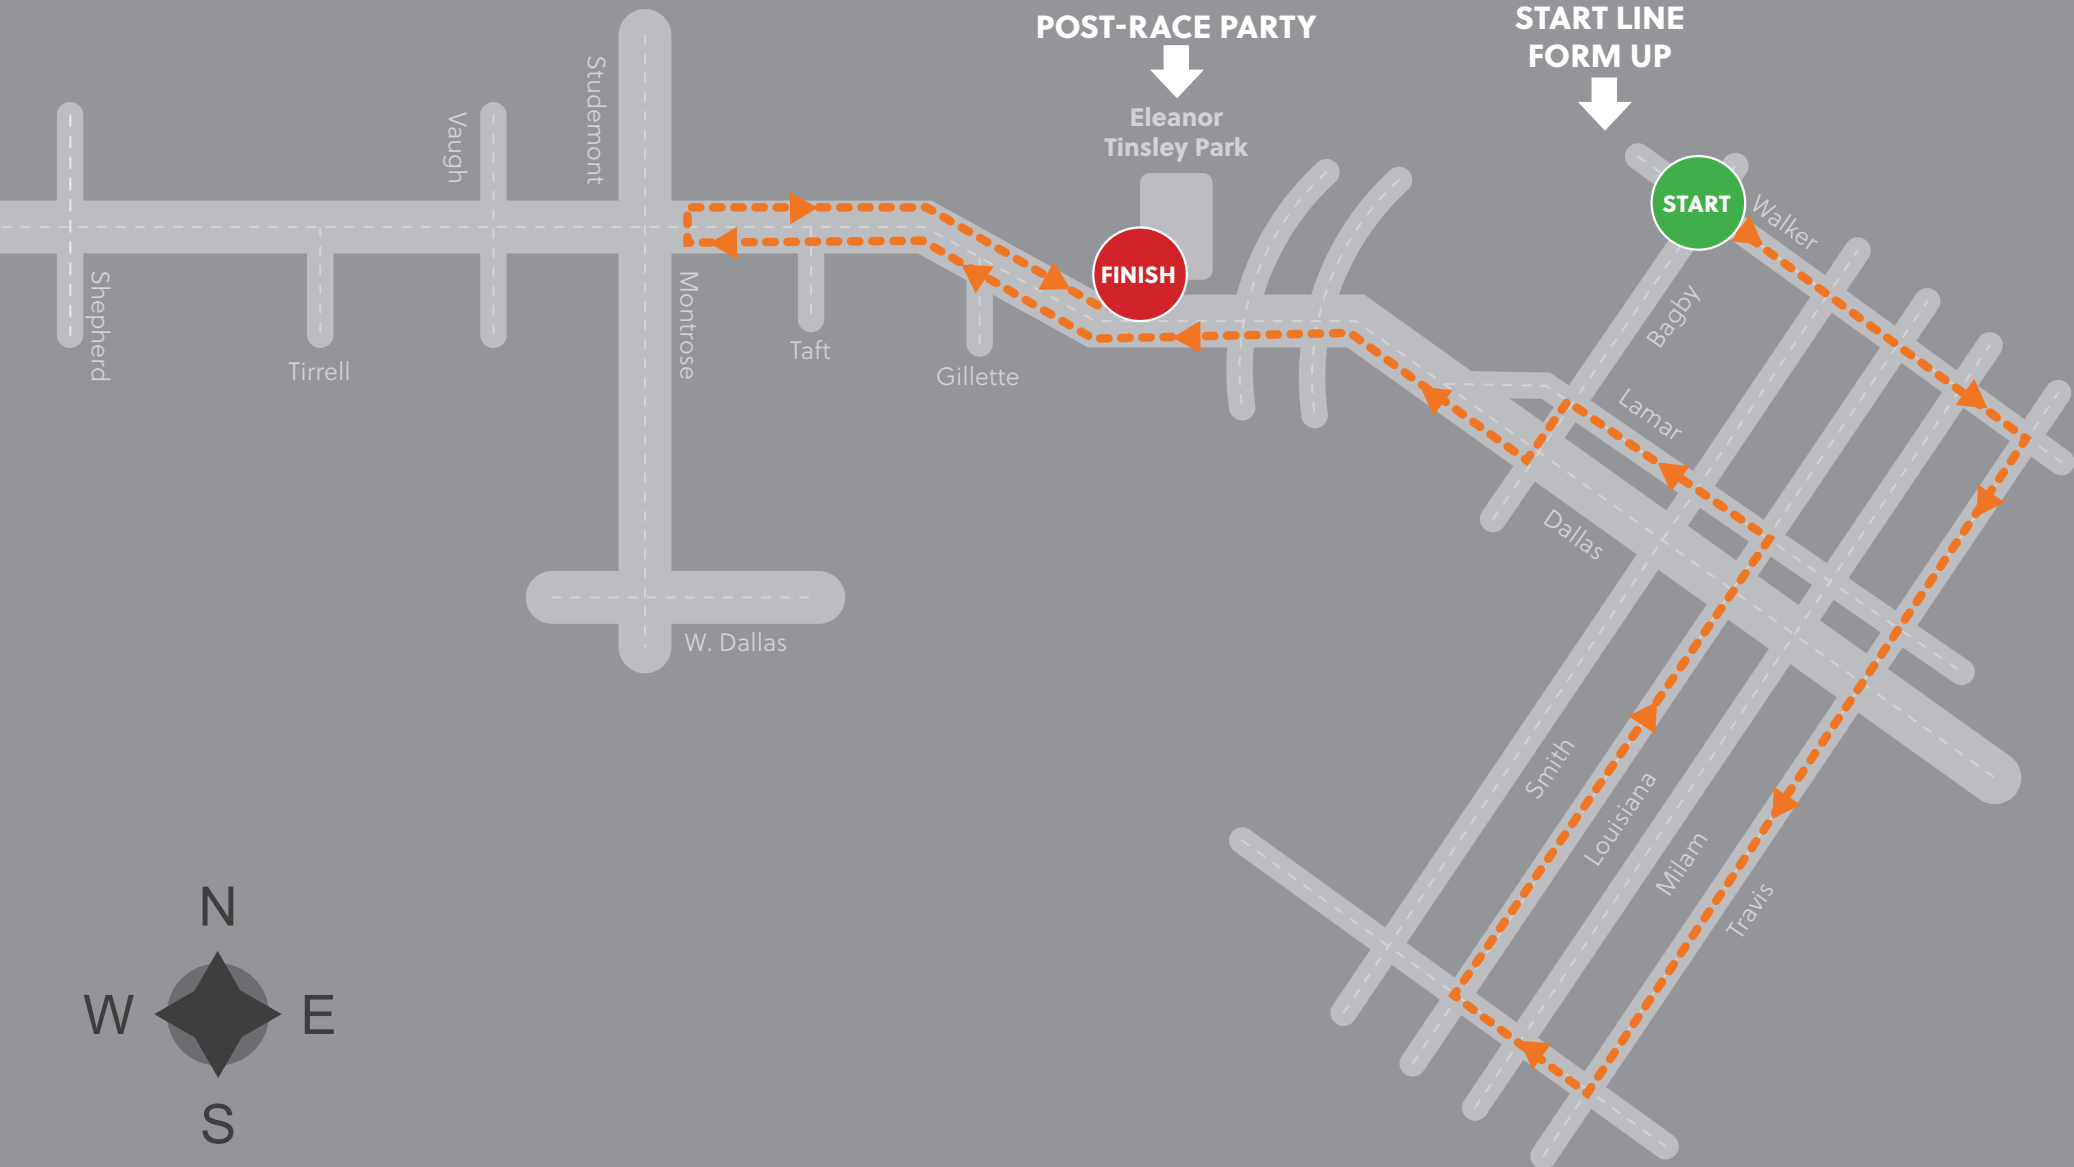 POST-RACE PARTY
START LINE
FORM UP
Eleanor
Tinsley Park
Studemont
Vaugh
START
Walker
FINISH
Shepherd
Montrose
Bagby
Taft
Tirrell
Gillette
Lamar
Dallas
W. Dallas
Smith
Louisiana
Milam
Travis
N
W
E
S